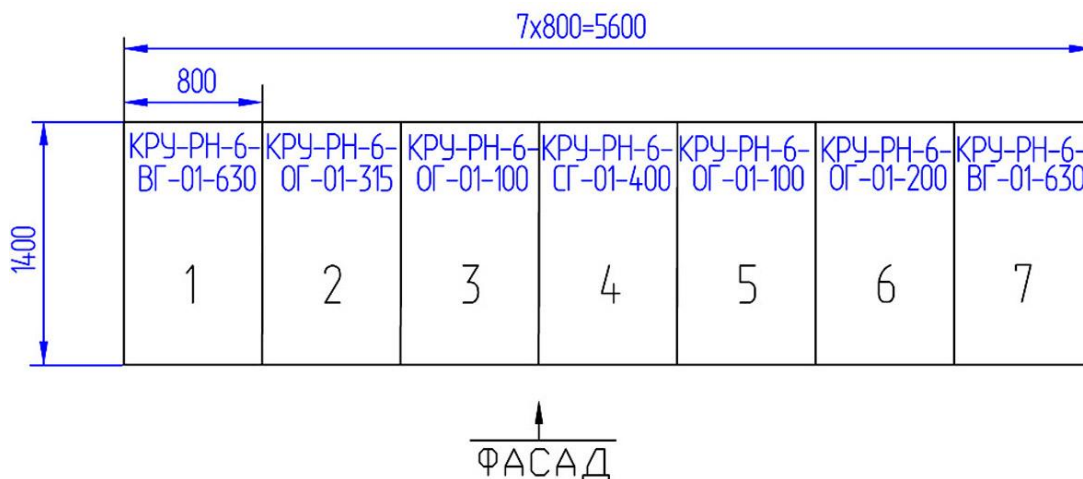 7x800=5600
800
1400
КРУ-РН-6-
ВГ-01-630
КРУ-РН-6-
ОГ-01-315
КРУ-РН-6-
ОГ-01-100
КРУ-РН-6-
СГ-01-400
КРУ-РН-6-
ОГ-01-100
КРУ-РН-6-
ОГ-01-200
КРУ-РН-6-
ВГ-01-630
1
2
3
4
5
6
7
ФАСАД